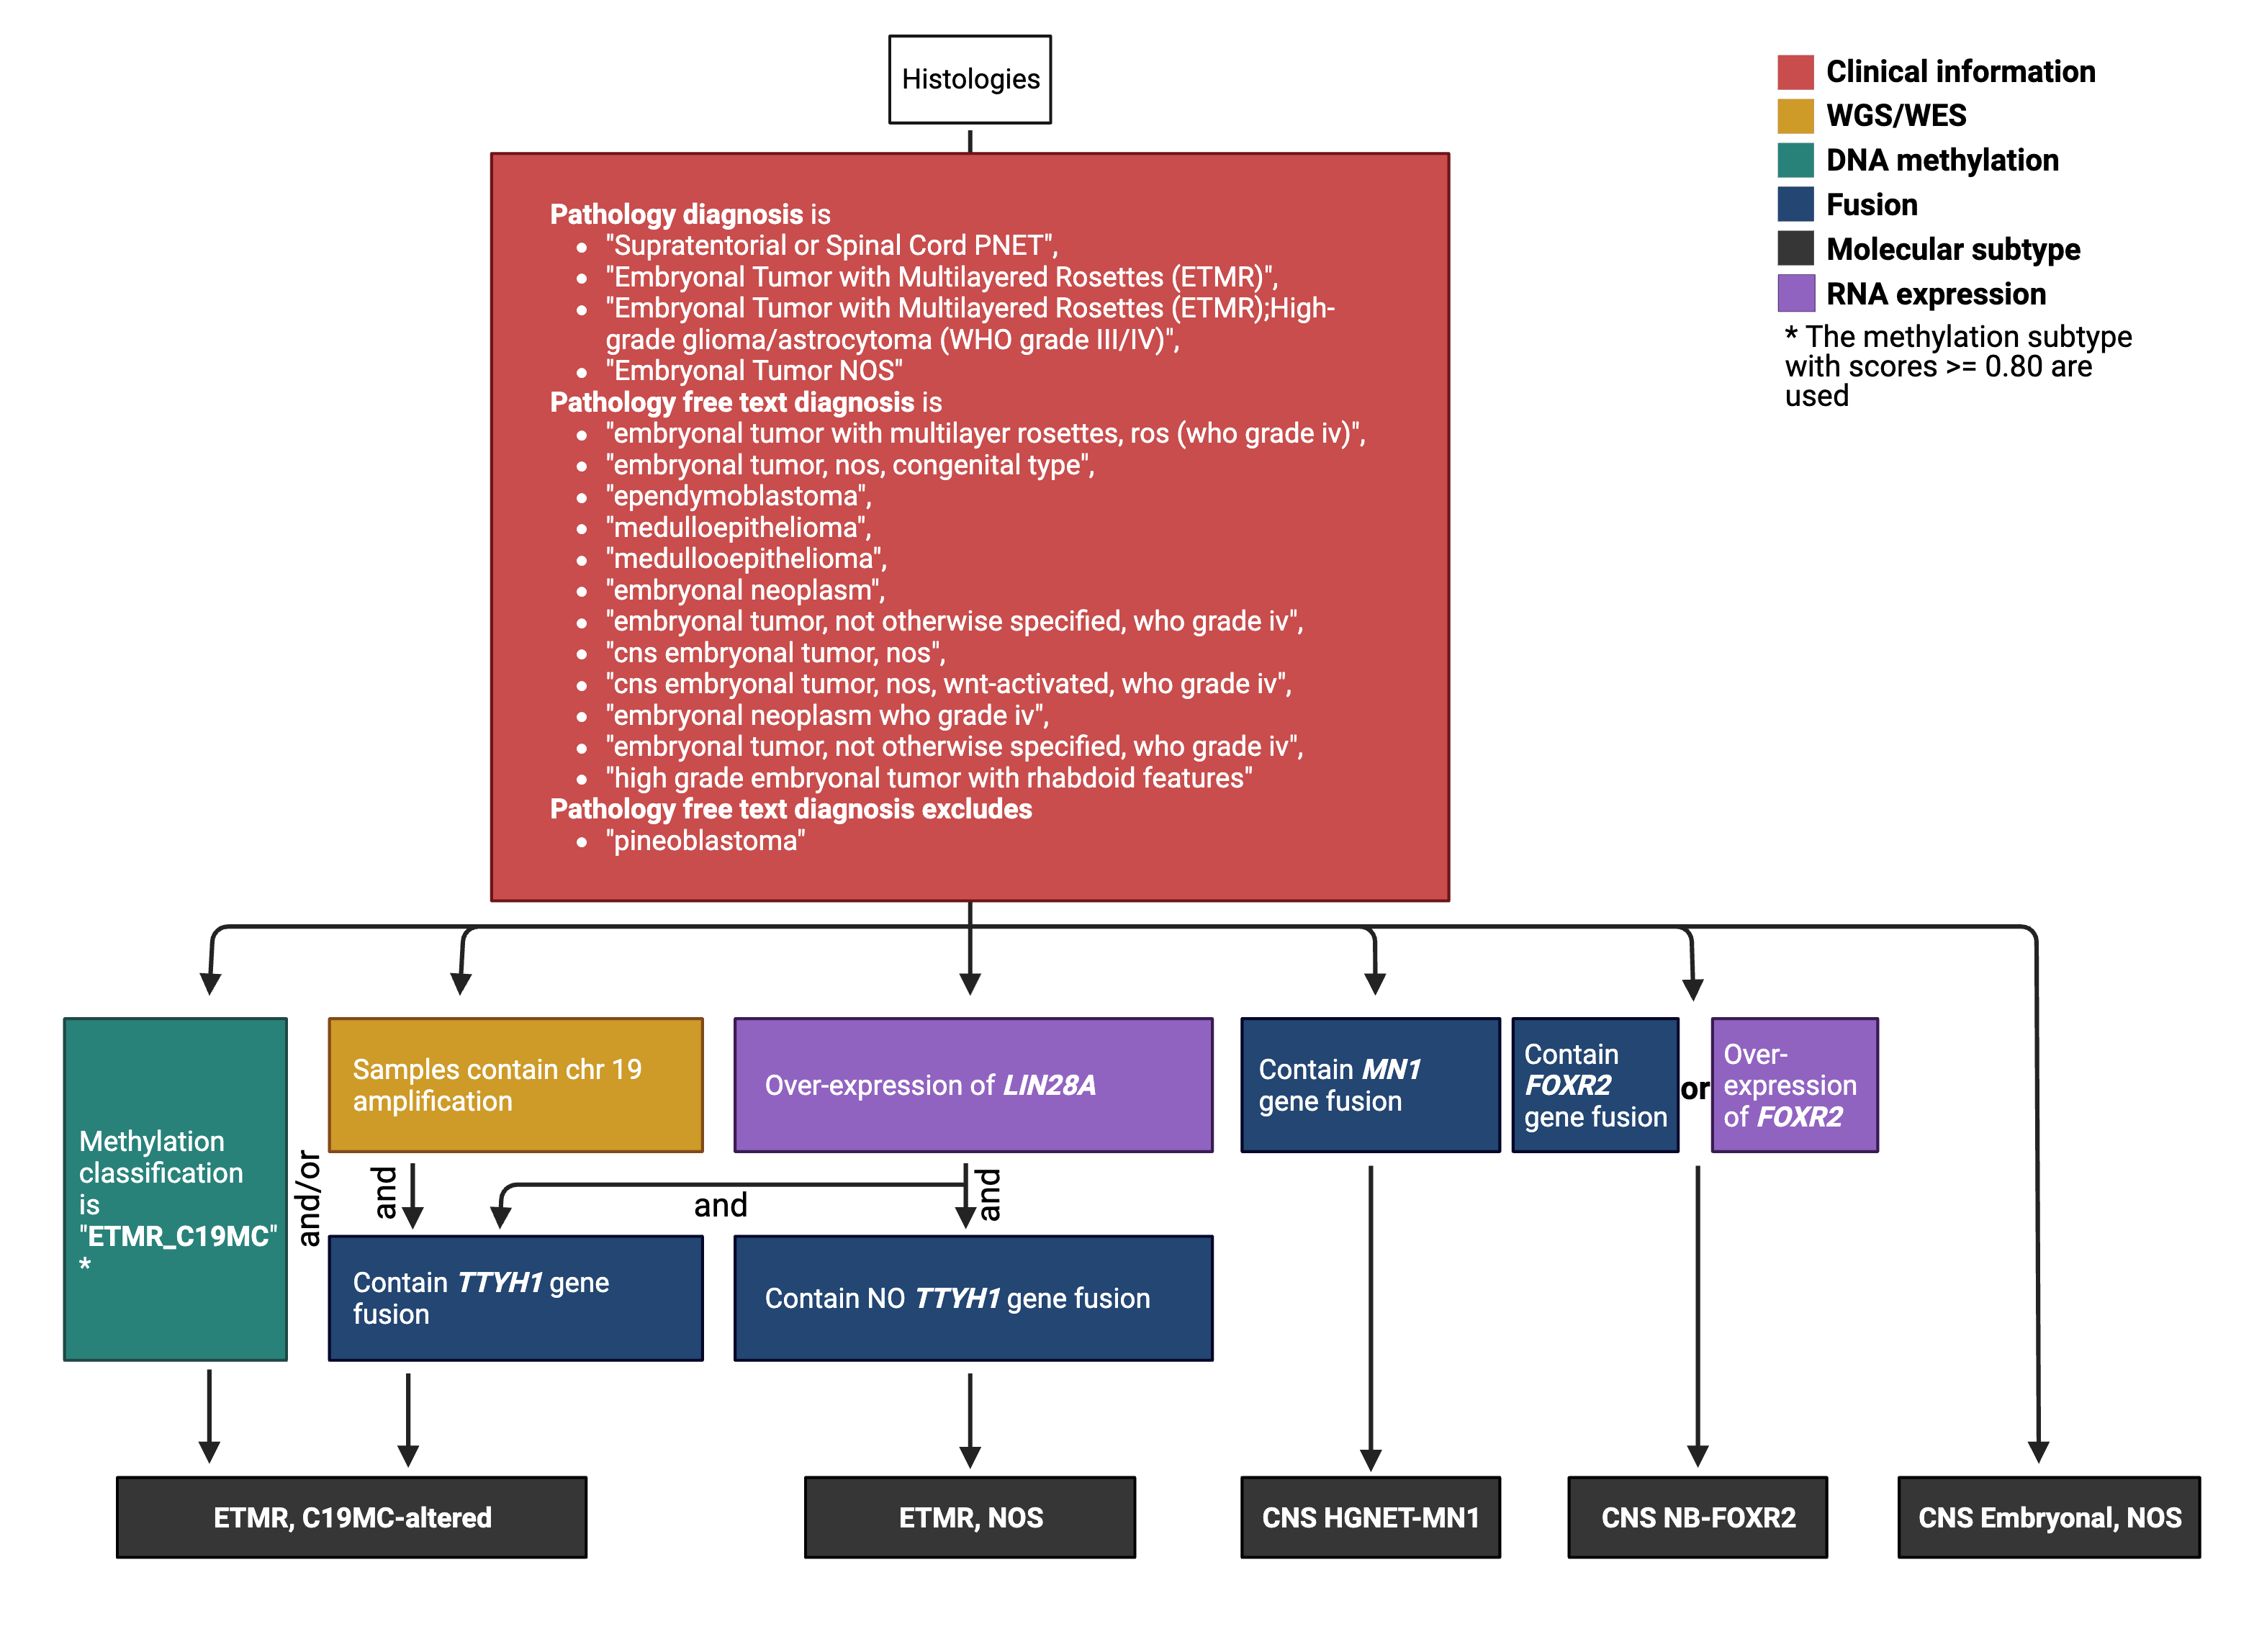 Histologies
Clinical information
WGS/WES
DNA methylation
Fusion
Molecular subtype
RNA expression
* The methylation subtype
with scores >= 0.80 are
used
Pathology diagnosis is
• "Supratentorial or Spinal Cord PNET",
• "Embryonal Tumor with Multilayered Rosettes (ETMR)",
• "Embryonal Tumor with Multilayered Rosettes (ETMR);High-
grade glioma/astrocytoma (WHO grade III/IV)",
• "Embryonal Tumor NOS"
Pathology free text diagnosis is
• "embryonal tumor with multilayer rosettes, ros (who grade iv)",
• "embryonal tumor, nos, congenital type",
• "ependymoblastoma",
• "medulloepithelioma",
• "medullooepithelioma",
• "embryonal neoplasm",
• "embryonal tumor, not otherwise specified, who grade iv",
• "cns embryonal tumor, nos",
• "cns embryonal tumor, nos, wnt-activated, who grade iv",
• "embryonal neoplasm who grade iv",
• "embryonal tumor, not otherwise specified, who grade iv",
• "high grade embryonal tumor with rhabdoid features"
Pathology free text diagnosis excludes
• "pineoblastoma"
Methylation
classification
is
"ETMR_C19MC"
*
and/or
Samples contain chr 19
amplification
and
Contain TTYH1 gene
fusion
Over-expression of LIN28A
and
and
Contain NO TTYH1 gene fusion
Contain MN1
gene fusion
Contain
FOXR2
gene fusion
or
Over-
expression
of FOXR2
ETMR, C19MC-altered
ETMR, NOS
CNS HGNET-MN1
CNS NB-FOXR2
CNS Embryonal, NOS